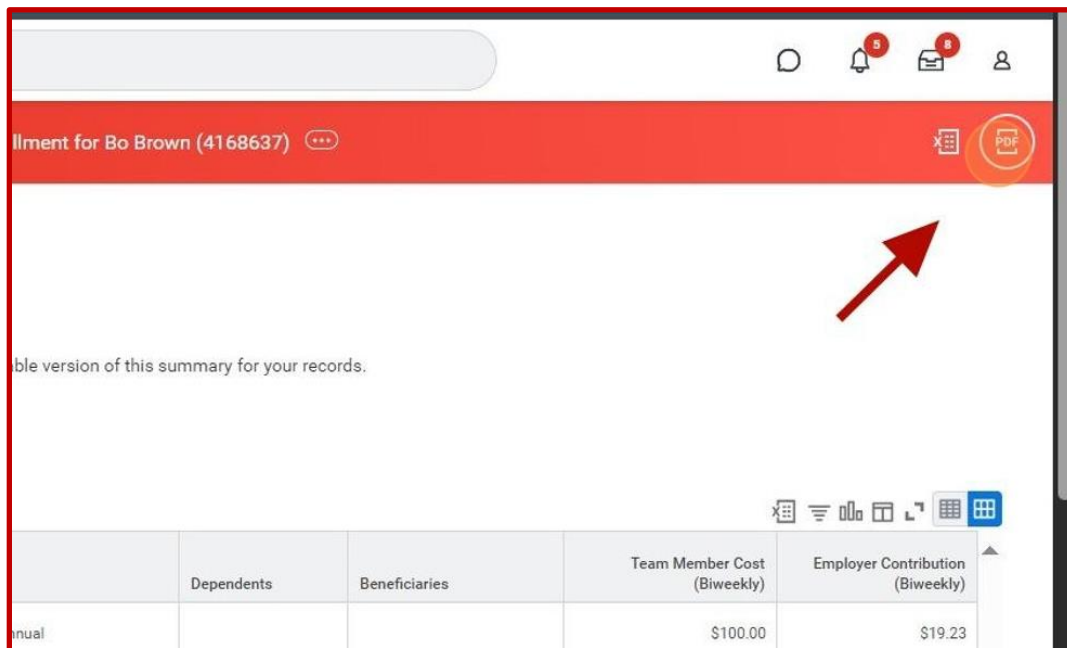 5 8
llment for Bo Brown (4168637)
PDF
ble version of this summary for your records.
Dependents Beneficiaries Team Member Cost (Biweekly) Employer Contribution (Biweekly)
nnual $100.00 $19.23